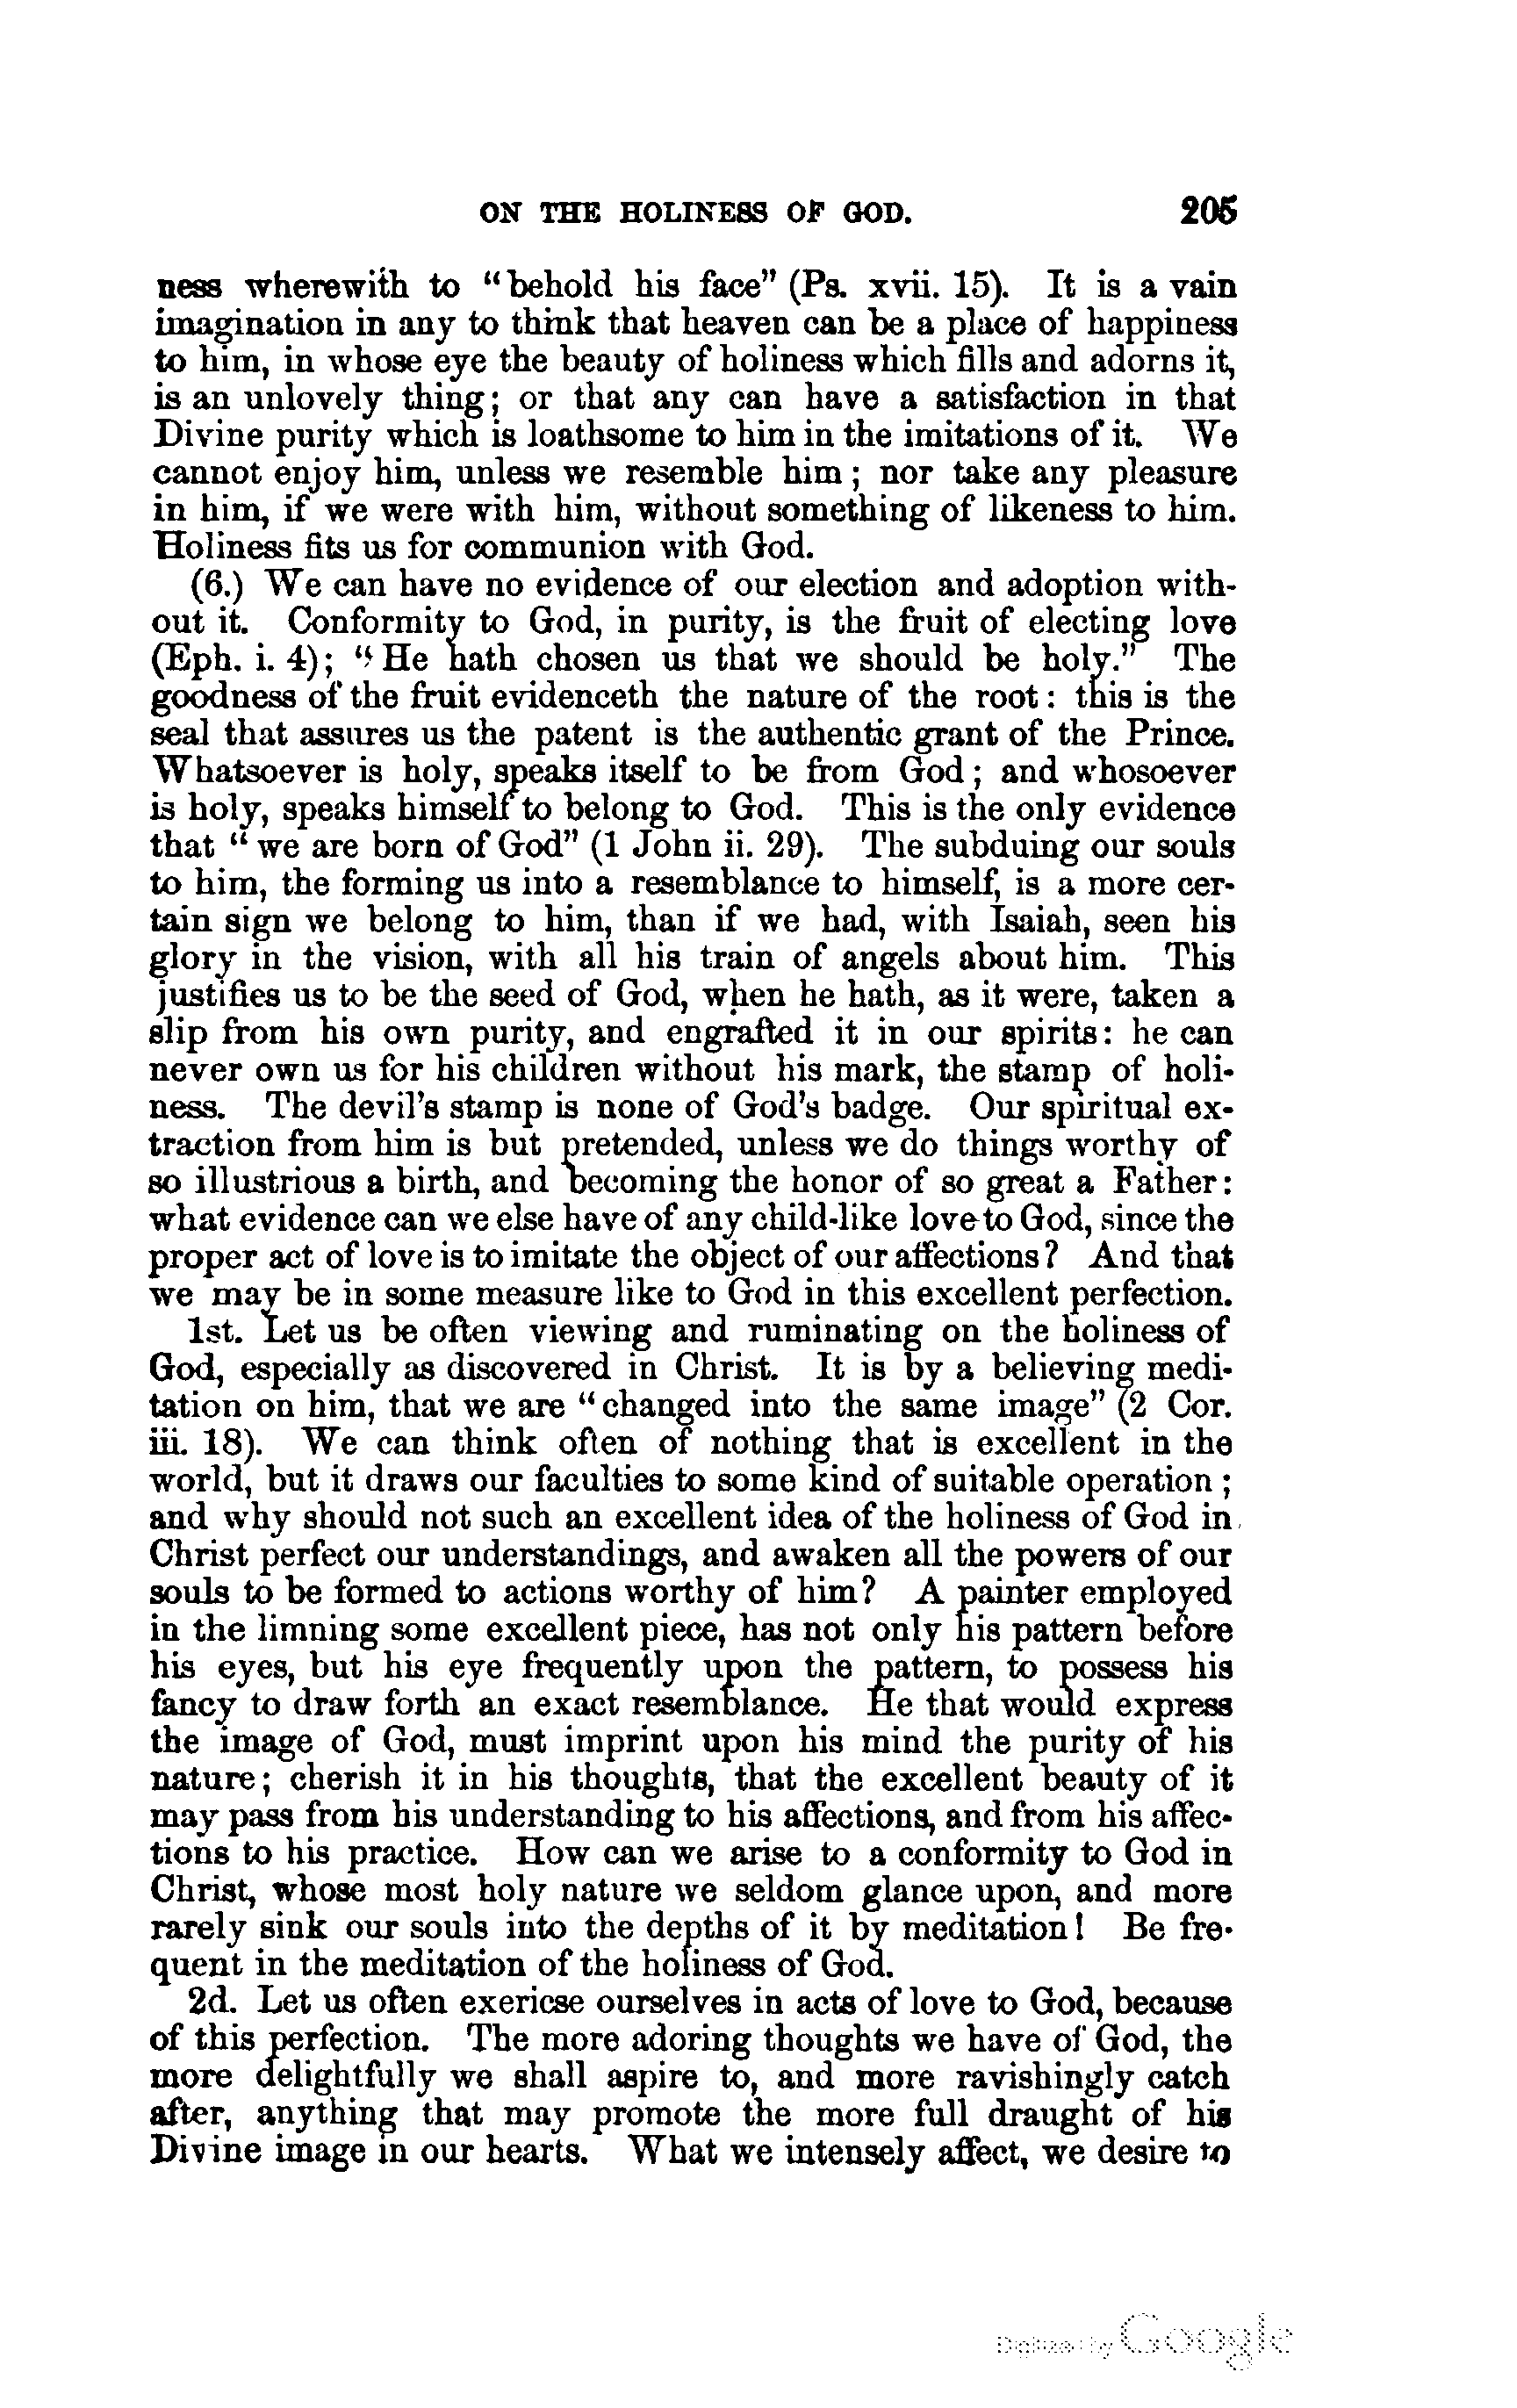 ON THE HOLINESS OF GOD. 205
ness wherewith to "behold his face" (Ps. xvii. 15). It is a vain
imagination in any to think that heaven can be a place of happiness
to him, in whose eye the beauty of holiness which fills and adorns it,
is an unlovely thing; or that any can have a satisfaction in that
Divine purity which is loathsome to him in the imitations of it. We
cannot enjoy him, unless we resemble him; nor take any pleasure
in him, if we were with him, without something of likeness to him.
Holiness fits us for communion with God.
(6.) We can have no evidence of our election and adoption with-
out it. Conformity to God, in purity, is the fruit of electing love
(Eph. i. 4); "He hath chosen us that we should be holy." The
goodness of the fruit evidenceth the nature of the root: this is the
seal that assures us the patent is the authentic grant of the Prince.
Whatsoever is holy, speaks itself to be from God; and whosoever
is holy, speaks himself to belong to God. This is the only evidence
that "we are born of God" (1 John ii. 29). The subduing our souls
to him, the forming us into a resemblance to himself, is a more cer-
tain sign we belong to him, than if we had, with Isaiah, seen his
glory in the vision, with all his train of angels about him. This
justifies us to be the seed of God, when he hath, as it were, taken a
slip from his own purity, and engrafted it in our spirits: he can
never own us for his children without his mark, the stamp of holi-
ness. The devil's stamp is none of God's badge. Our spiritual ex-
traction from him is but pretended, unless we do things worthy of
so illustrious a birth, and becoming the honor of so great a Father:
what evidence can we else have of any child-like love to God, since the
proper act of love is to imitate the object of our affections? And that
we may be in some measure like to God in this excellent perfection.
1st. Let us be often viewing and ruminating on the holiness of
God, especially as discovered in Christ. It is by a believing medi-
tation on him, that we are "changed into the same image" (2 Cor.
iii. 18). We can think often of nothing that is excellent in the
world, but it draws our faculties to some kind of suitable operation;
and why should not such an excellent idea of the holiness of God in
Christ perfect our understandings, and awaken all the powers of our
souls to be formed to actions worthy of him? A painter employed
in the limning some excellent piece, has not only his pattern before
his eyes, but his eye frequently upon the pattern, to possess his
fancy to draw forth an exact resemblance. He that would express
the image of God, must imprint upon his mind the purity of his
nature; cherish it in his thoughts, that the excellent beauty of it
may pass from his understanding to his affections, and from his affec-
tions to his practice. How can we arise to a conformity to God in
Christ, whose most holy nature we seldom glance upon, and more
rarely sink our souls into the depths of it by meditation! Be fre-
quent in the meditation of the holiness of God.
2d. Let us often exericse ourselves in acts of love to God, because
of this perfection. The more adoring thoughts we have of God, the
more delightfully we shall aspire to, and more ravishingly catch
after, anything that may promote the more full draught of his
Divine image in our hearts. What we intensely affect, we desire to
Digitized by Google